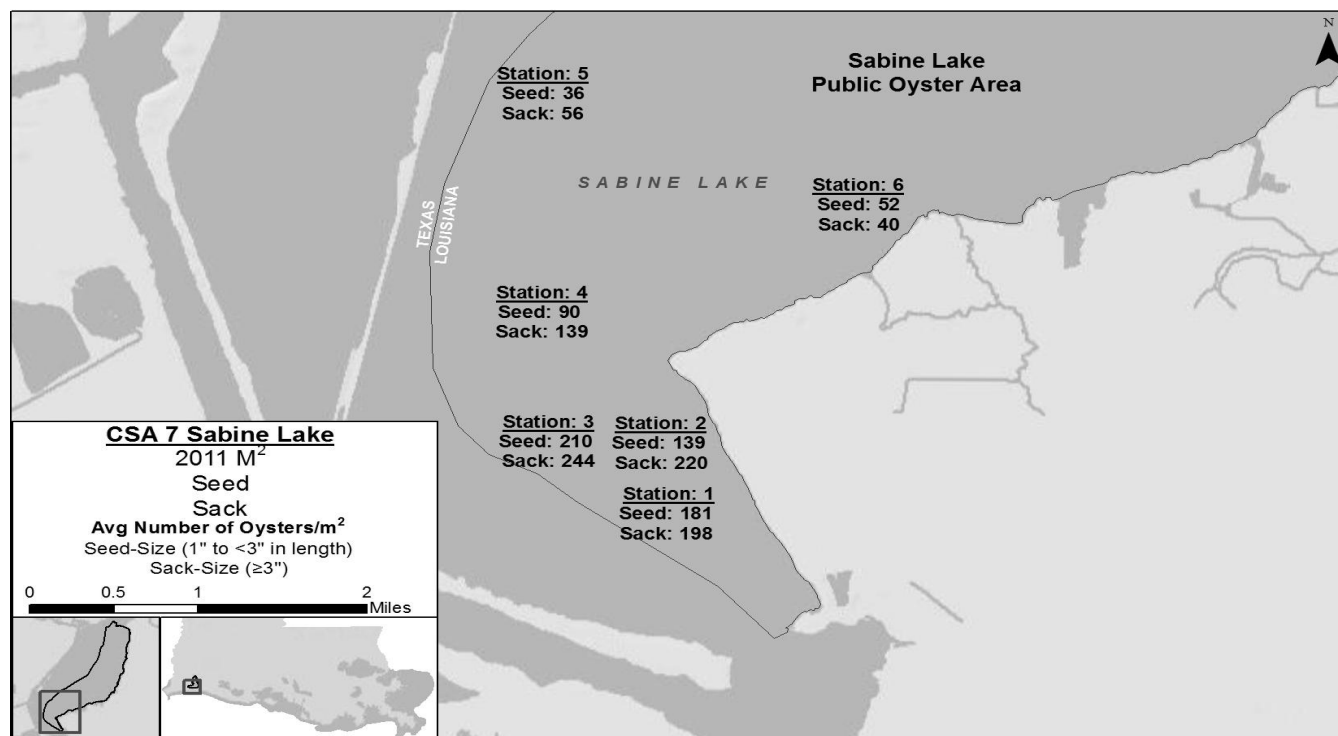 N
Sabine Lake
Public Oyster Area
Station: 5
Seed: 36
Sack: 56
SABINE LAKE
Station: 6
Seed: 52
Sack: 40
TEXAS
LOUISIANA
Station: 4
Seed: 90
Sack: 139
Station: 3
Seed: 210
Sack: 244
Station: 2
Seed: 139
Sack: 220
Station: 1
Seed: 181
Sack: 198
CSA 7 Sabine Lake
2011 M²
Seed
Sack
Avg Number of Oysters/m²
Seed-Size (1" to <3" in length)
Sack-Size (≥3")
0 0.5 1 2
Miles